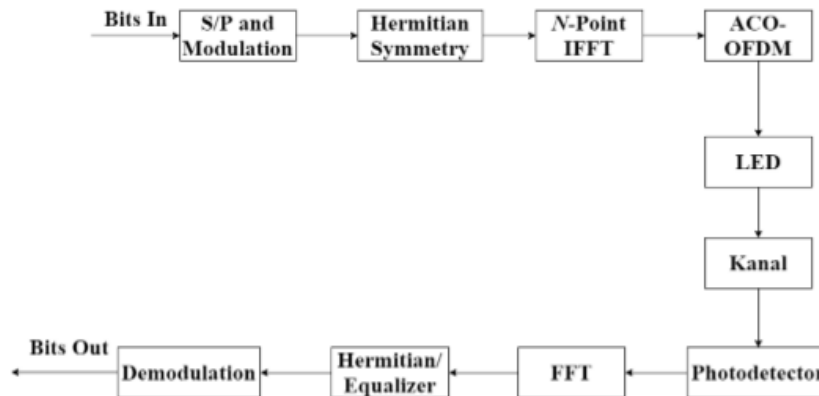 Bits In
S/P and
Modulation
Hermitian
Symmetry
N-Point
IFFT
ACO-
OFDM
LED
Kanal
Photodetector
FFT
Hermitian/
Equalizer
Demodulation
Bits Out